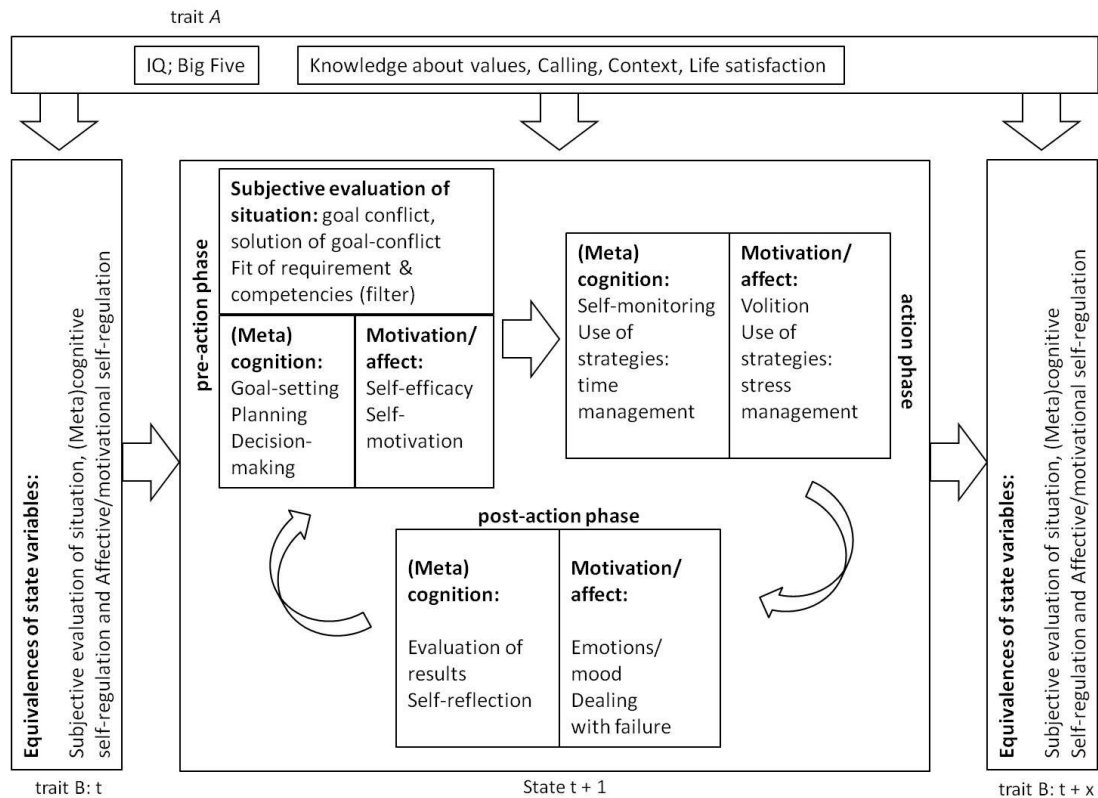 trait A
IQ; Big Five
Knowledge about values, Calling, Context, Life satisfaction
Equivalences of state variables:
Subjective evaluation of situation, (Meta)cognitive
self-regulation and Affective/motivational self-regulation
trait B: t
pre-action phase
Subjective evaluation of
situation: goal conflict,
solution of goal-conflict
Fit of requirement &
competencies (filter)
(Meta)
cognition:
Goal-setting
Planning
Decision-
making
Motivation/
affect:
Self-efficacy
Self-
motivation
(Meta)
cognition:
Self-monitoring
Use of
strategies:
time
management
Motivation/
affect:
Volition
Use of
strategies:
stress
management
action phase
post-action phase
(Meta)
cognition:
Evaluation of
results
Self-reflection
Motivation/
affect:
Emotions/
mood
Dealing
with failure
State t + 1
Equivalences of state variables:
Subjective evaluation of situation, (Meta)cognitive
Self-regulation and Affective/motivational self-regulation
trait B: t + x